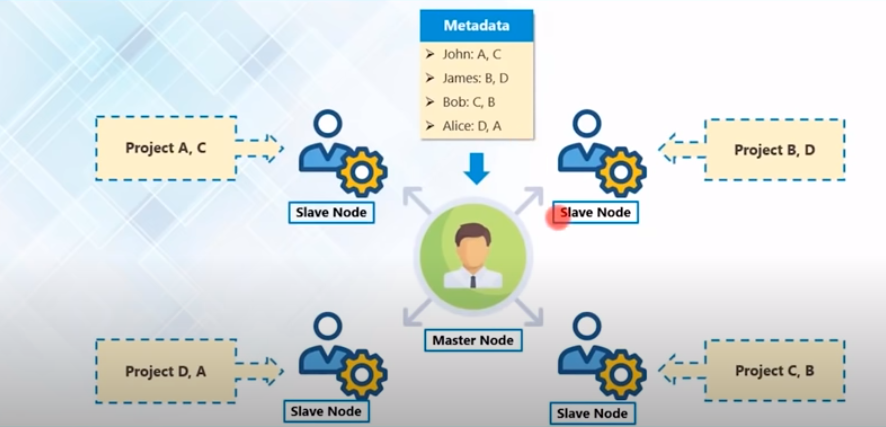 Metadata
➢ John: A, C
➢ James: B, D
➢ Bob: C, B
➢ Alice: D, A
Project A, C
Project B, D
Slave Node
Slave Node
Master Node
Project D, A
Project C, B
Slave Node
Slave Node